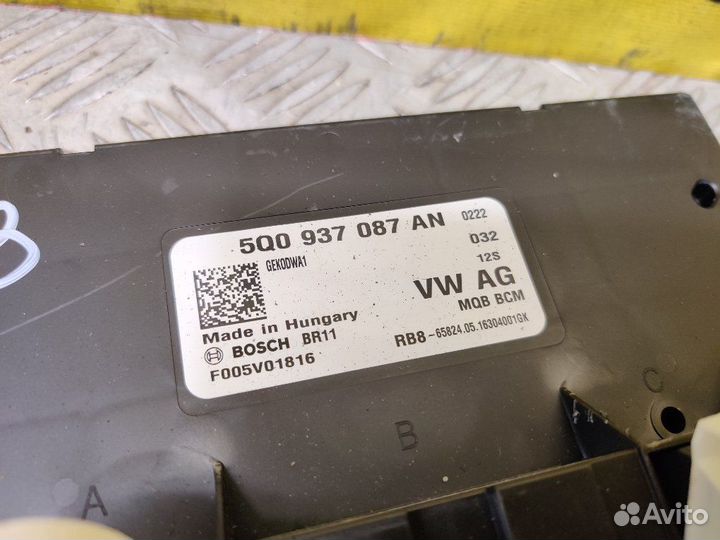 5Q0 937 087 AN 0222
GEKODWA1 032
12S
VW AG
MQB BCM
Made in Hungary
BOSCH BR11
RB8-65824.05.16304001GK
F005V01816
A
B
C
Avito